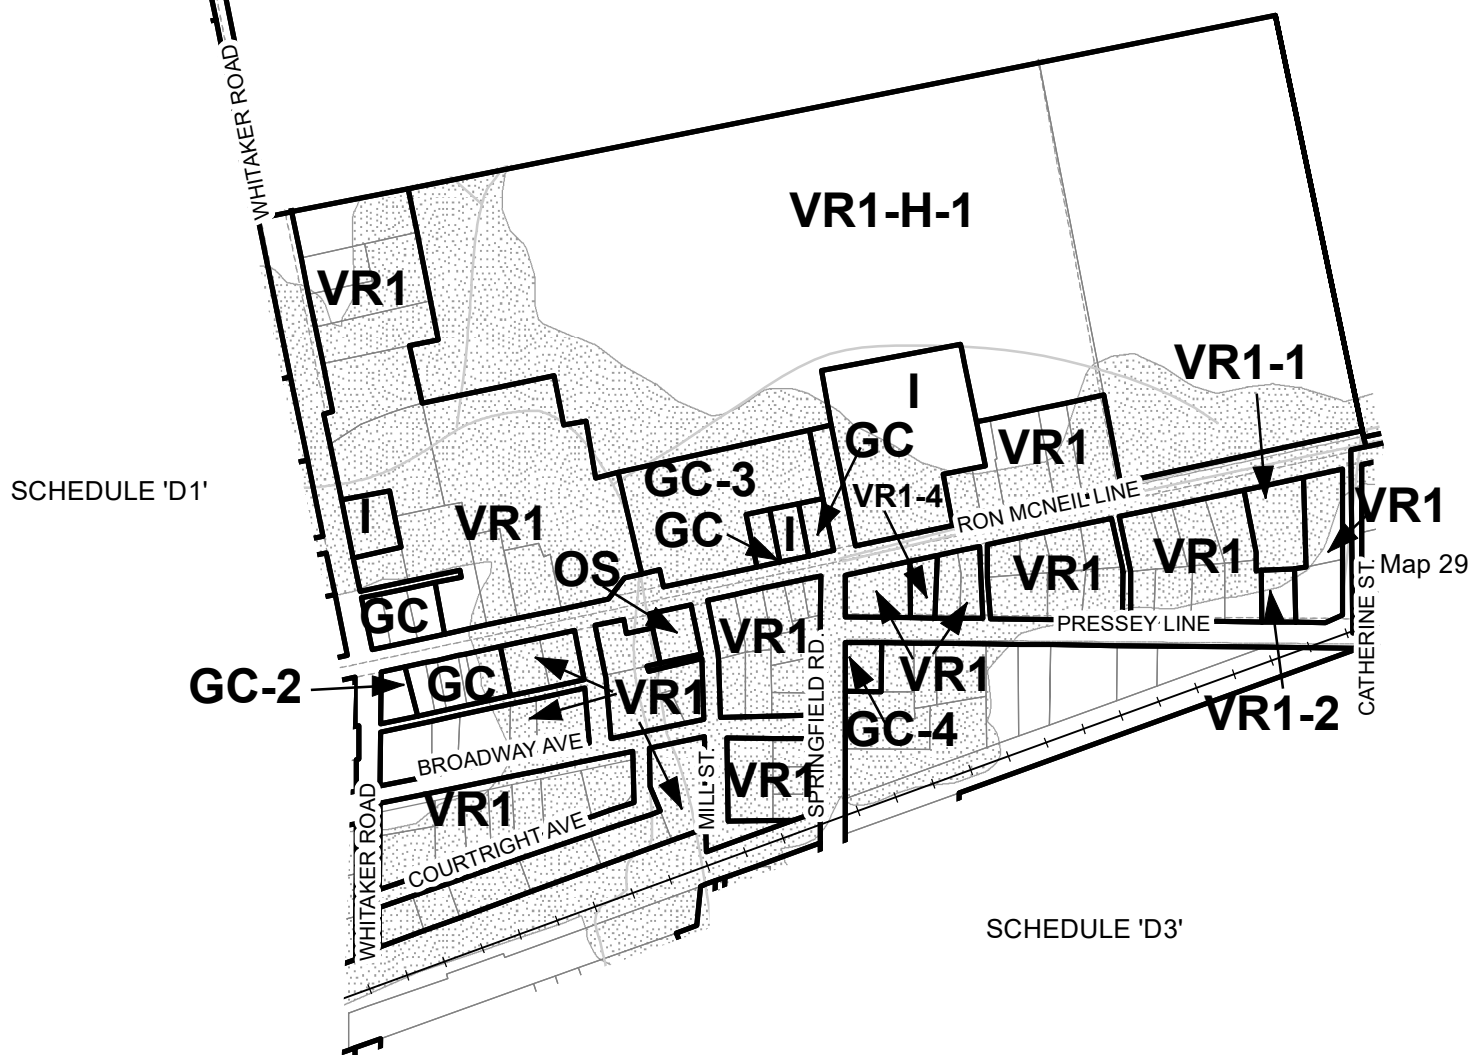 WHITAKER ROAD
VR1-H-1
VR1
VR1-1
I
GC
VR1
GC-3
VR1-4
SCHEDULE 'D1'
RON MCNEIL LINE
VR1
I
VR1
GC
I
VR1
OS
VR1
Map 29
GC
VR1
PRESSEY LINE
CATHERINE ST.
GC-2
GC
VR1
VR1
SPRINGFIELD RD.
VR1-2
GC-4
BROADWAY AVE
MILL ST.
VR1
VR1
WHITAKER ROAD
COURTRIGHT AVE
SCHEDULE 'D3'